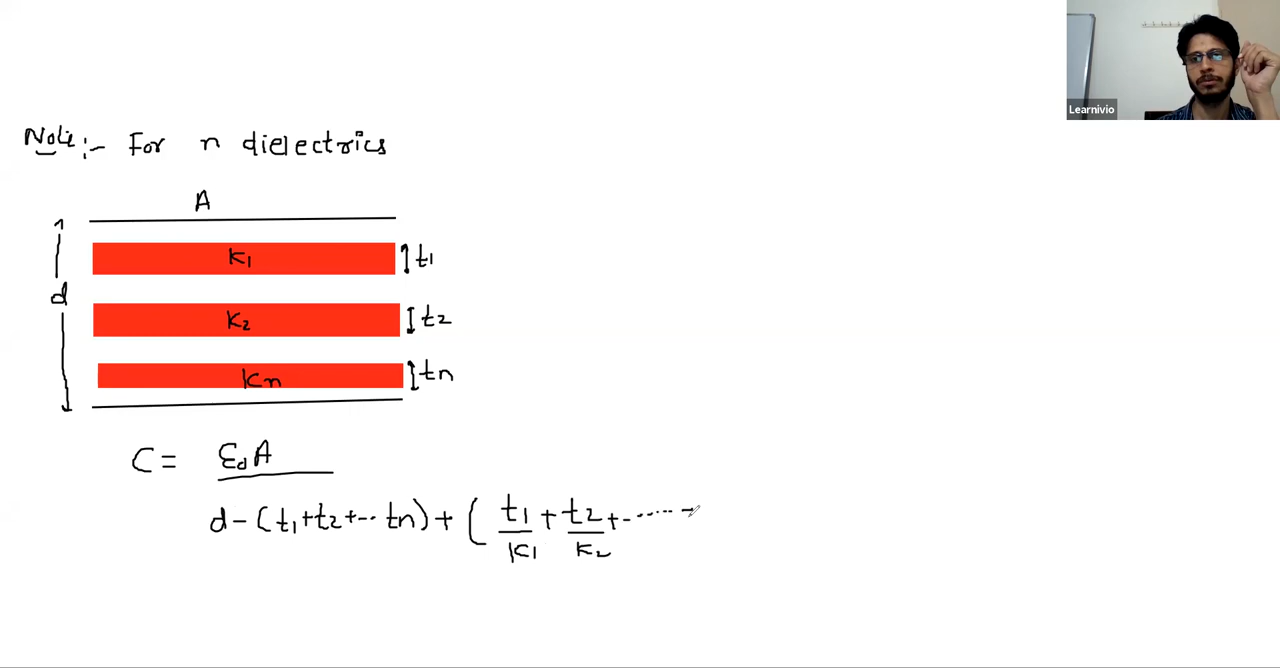 Learnivio
Note :- For n dielectrics
A
K1
t1
d
K2
t2
Kn
tn
C = ε0A
d - (t1 + t2 + ... tn) + ( t1/K1 + t2/K2 + ......